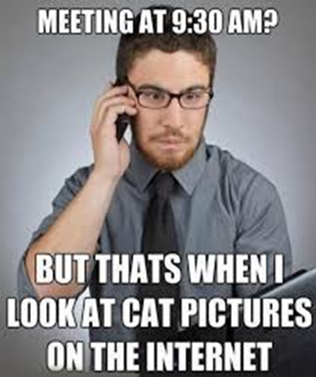 MEETING AT 9:30 AM?
BUT THATS WHEN I
LOOK AT CAT PICTURES
ON THE INTERNET